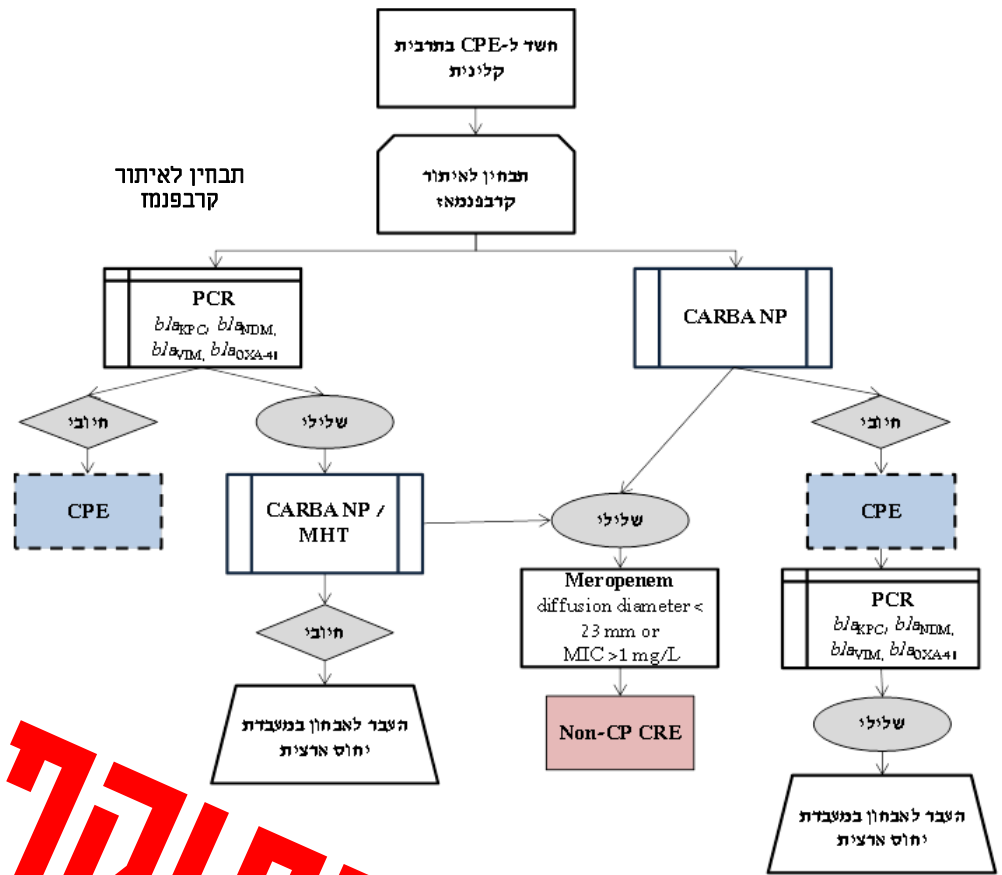 חשד ל-CPE בתרבית
קלינית
תבחין לאיתור
קרבפנמאז
תבחין לאיתור
קרבפנמז
PCR
blaKPC, blaNDM,
blaVIM, blaOXA-48
CARBA NP
חיובי
שלילי
חיובי
CPE
CARBA NP /
MHT
שלילי
CPE
Meropenem
diffusion diameter <
23 mm or
MIC >1 mg/L
PCR
blaKPC, blaNDM,
blaVIM, blaOXA-48
חיובי
Non-CP CRE
שלילי
העבר לאבחון במעבדת
יחוס ארצית
העבר לאבחון במעבדת
יחוס ארצית